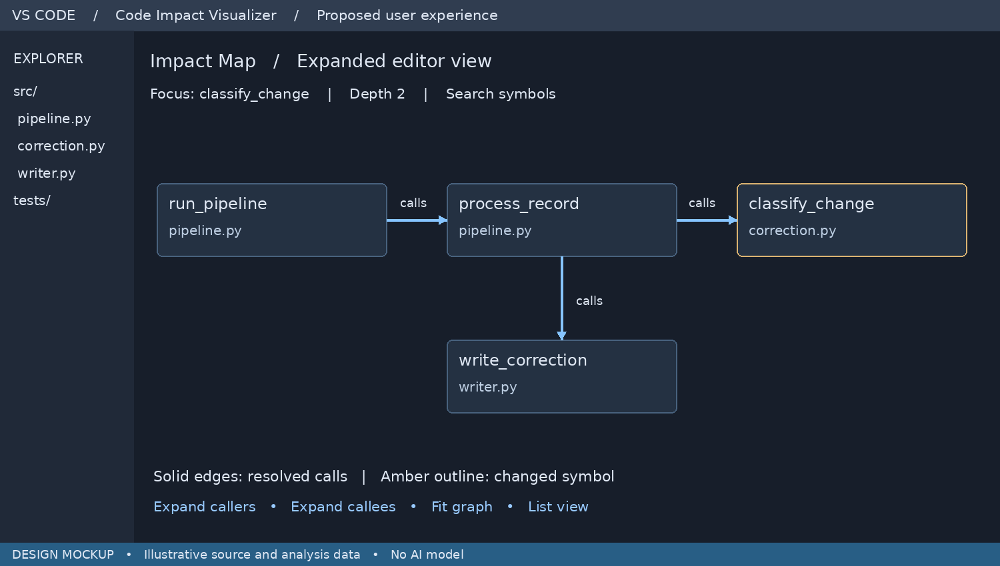 VS CODE / Code Impact Visualizer / Proposed user experience
EXPLORER
src/
pipeline.py
correction.py
writer.py
tests/
Impact Map / Expanded editor view
Focus: classify_change | Depth 2 | Search symbols
run_pipeline
pipeline.py
calls
process_record
pipeline.py
calls
classify_change
correction.py
calls
write_correction
writer.py
Solid edges: resolved calls | Amber outline: changed symbol
Expand callers • Expand callees • Fit graph • List view
DESIGN MOCKUP • Illustrative source and analysis data • No AI model